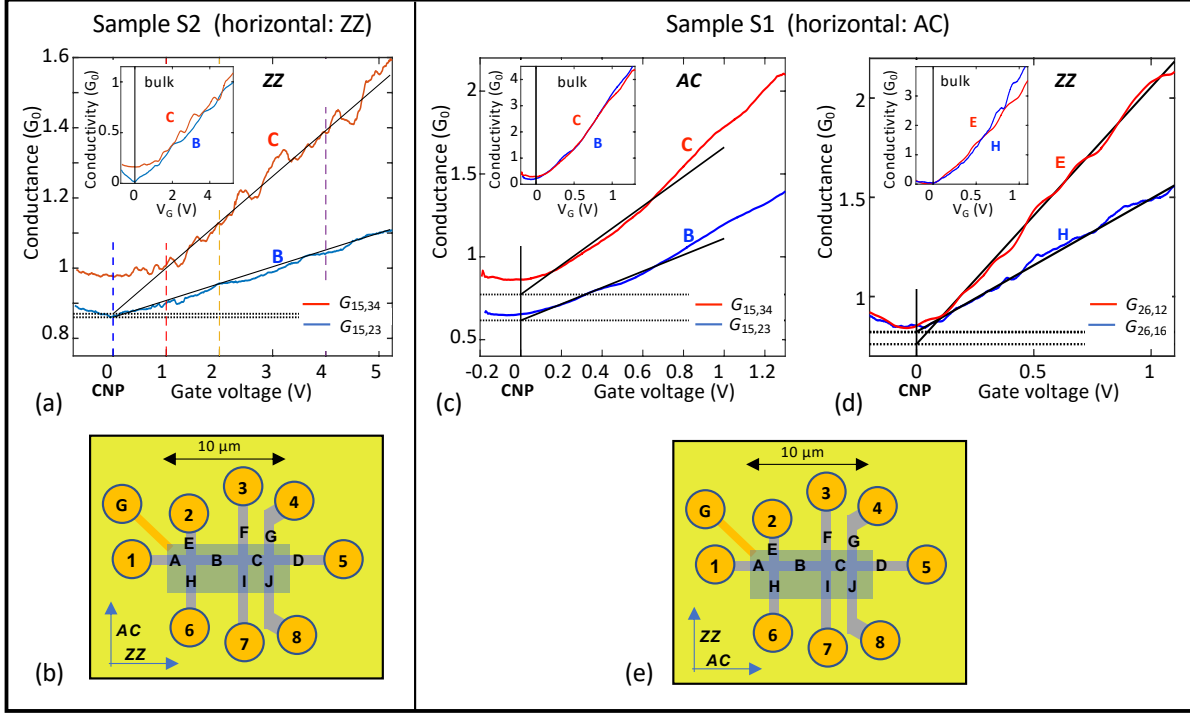 Sample S2 (horizontal: ZZ)
Sample S1 (horizontal: AC)
1.6
1.4
1.2
1
0.8
Conductance (G0)
0 1 2 3 4 5
CNP
Gate voltage (V)
ZZ
C
B
G15,34
G15,23
bulk
Conductivity (G0)
1
0.5
0
0 2 4
VG (V)
C
B
(a)
2
1.5
1.0
0.5
Conductance (G0)
-0.2 0 0.2 0.4 0.6 0.8 1.0 1.2
CNP
Gate voltage (V)
AC
C
B
G15,34
G15,23
bulk
Conductivity (G0)
4
3
2
1
0
0 0.5 1
VG (V)
C
B
(c)
2
1.5
1
Conductance (G0)
0 0.5 1
CNP
Gate voltage (V)
ZZ
E
H
G26,12
G26,16
bulk
Conductivity (G0)
3
2
1
0
0 0.5 1
VG (V)
E
H
(d)
10 μm
G 2 3 4
E F G
1 A B C D 5
H I J
6 7 8
AC
ZZ
(b)
10 μm
G 2 3 4
E F G
1 A B C D 5
H I J
6 7 8
ZZ
AC
(e)